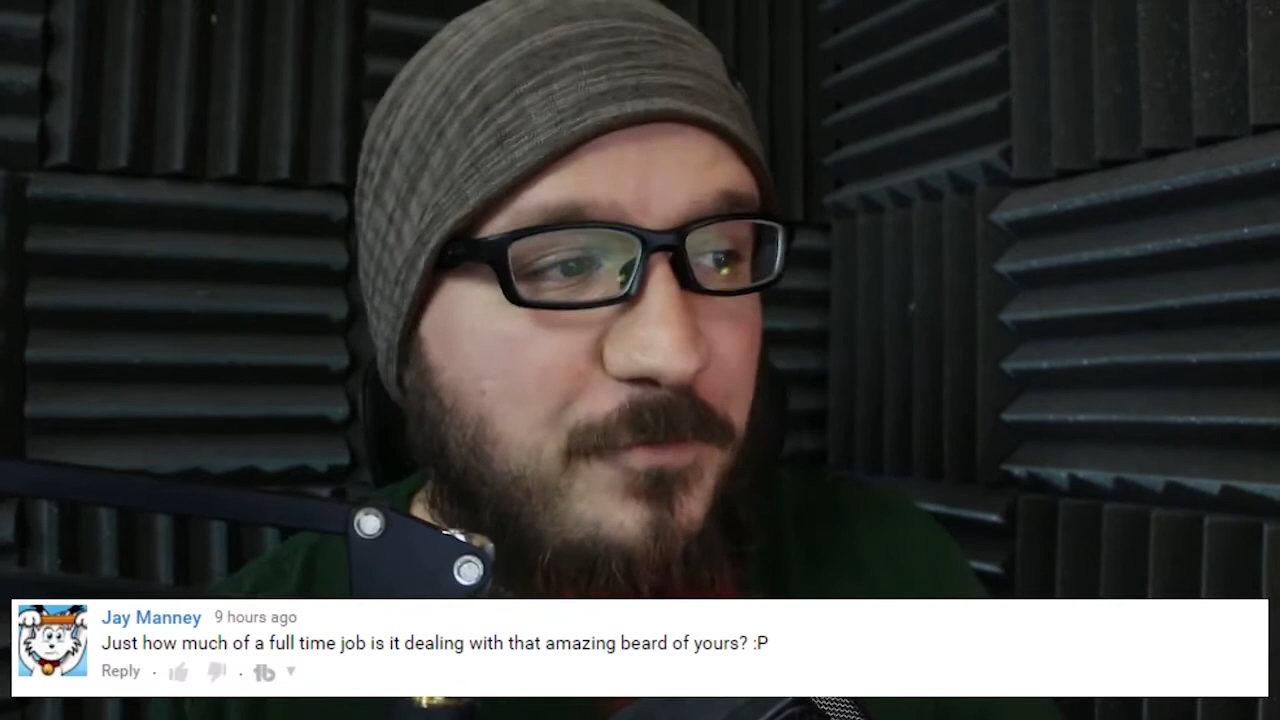 Jay Manney 9 hours ago
Just how much of a full time job is it dealing with that amazing beard of yours? :P
Reply